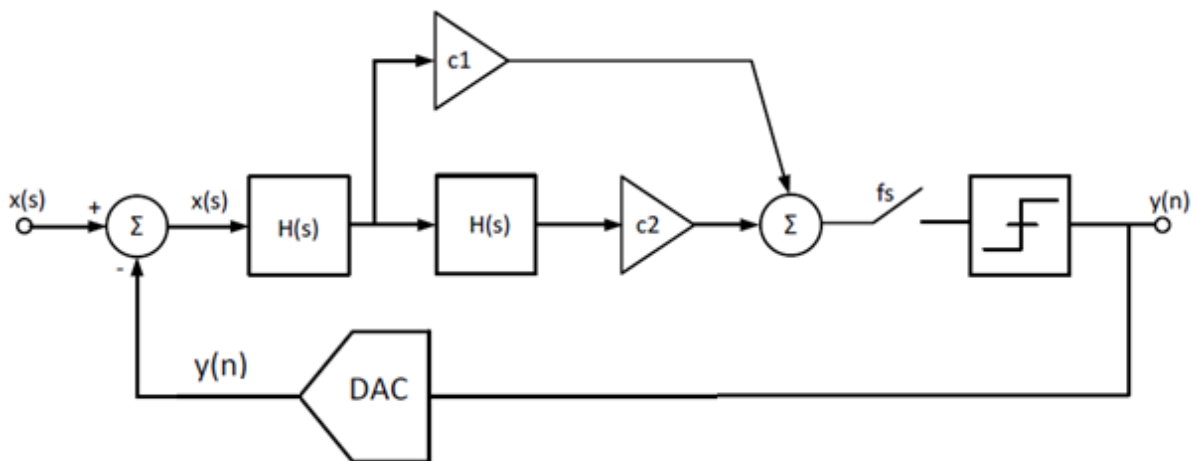 c1
x(s)
+
Σ
-
x(s)
H(s)
H(s)
c2
Σ
fs
y(n)
y(n)
DAC